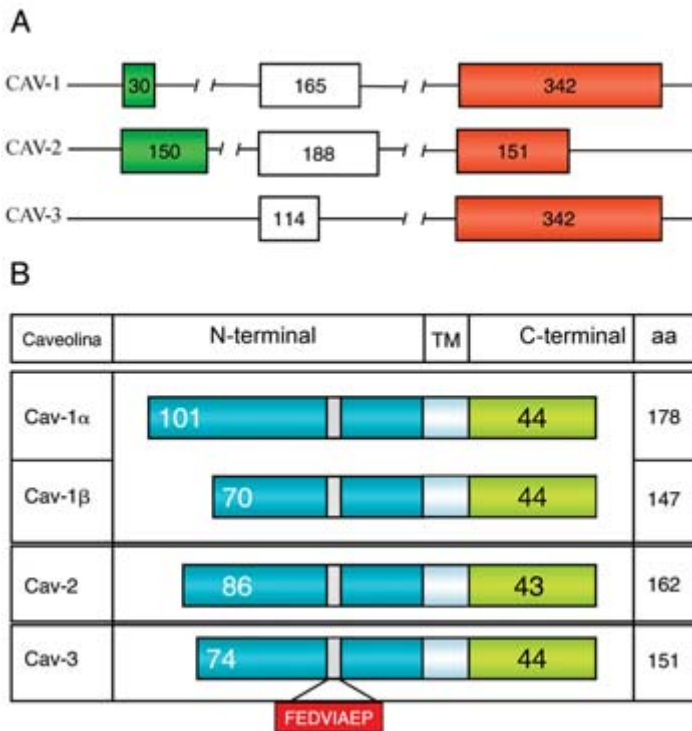 A
CAV-1 30 165 342
CAV-2 150 188 151
CAV-3 114 342
B
Caveolina N-terminal TM C-terminal aa
Cav-1α 101 44 178
Cav-1β 70 44 147
Cav-2 86 43 162
Cav-3 74 44 151
FEDVIAEP